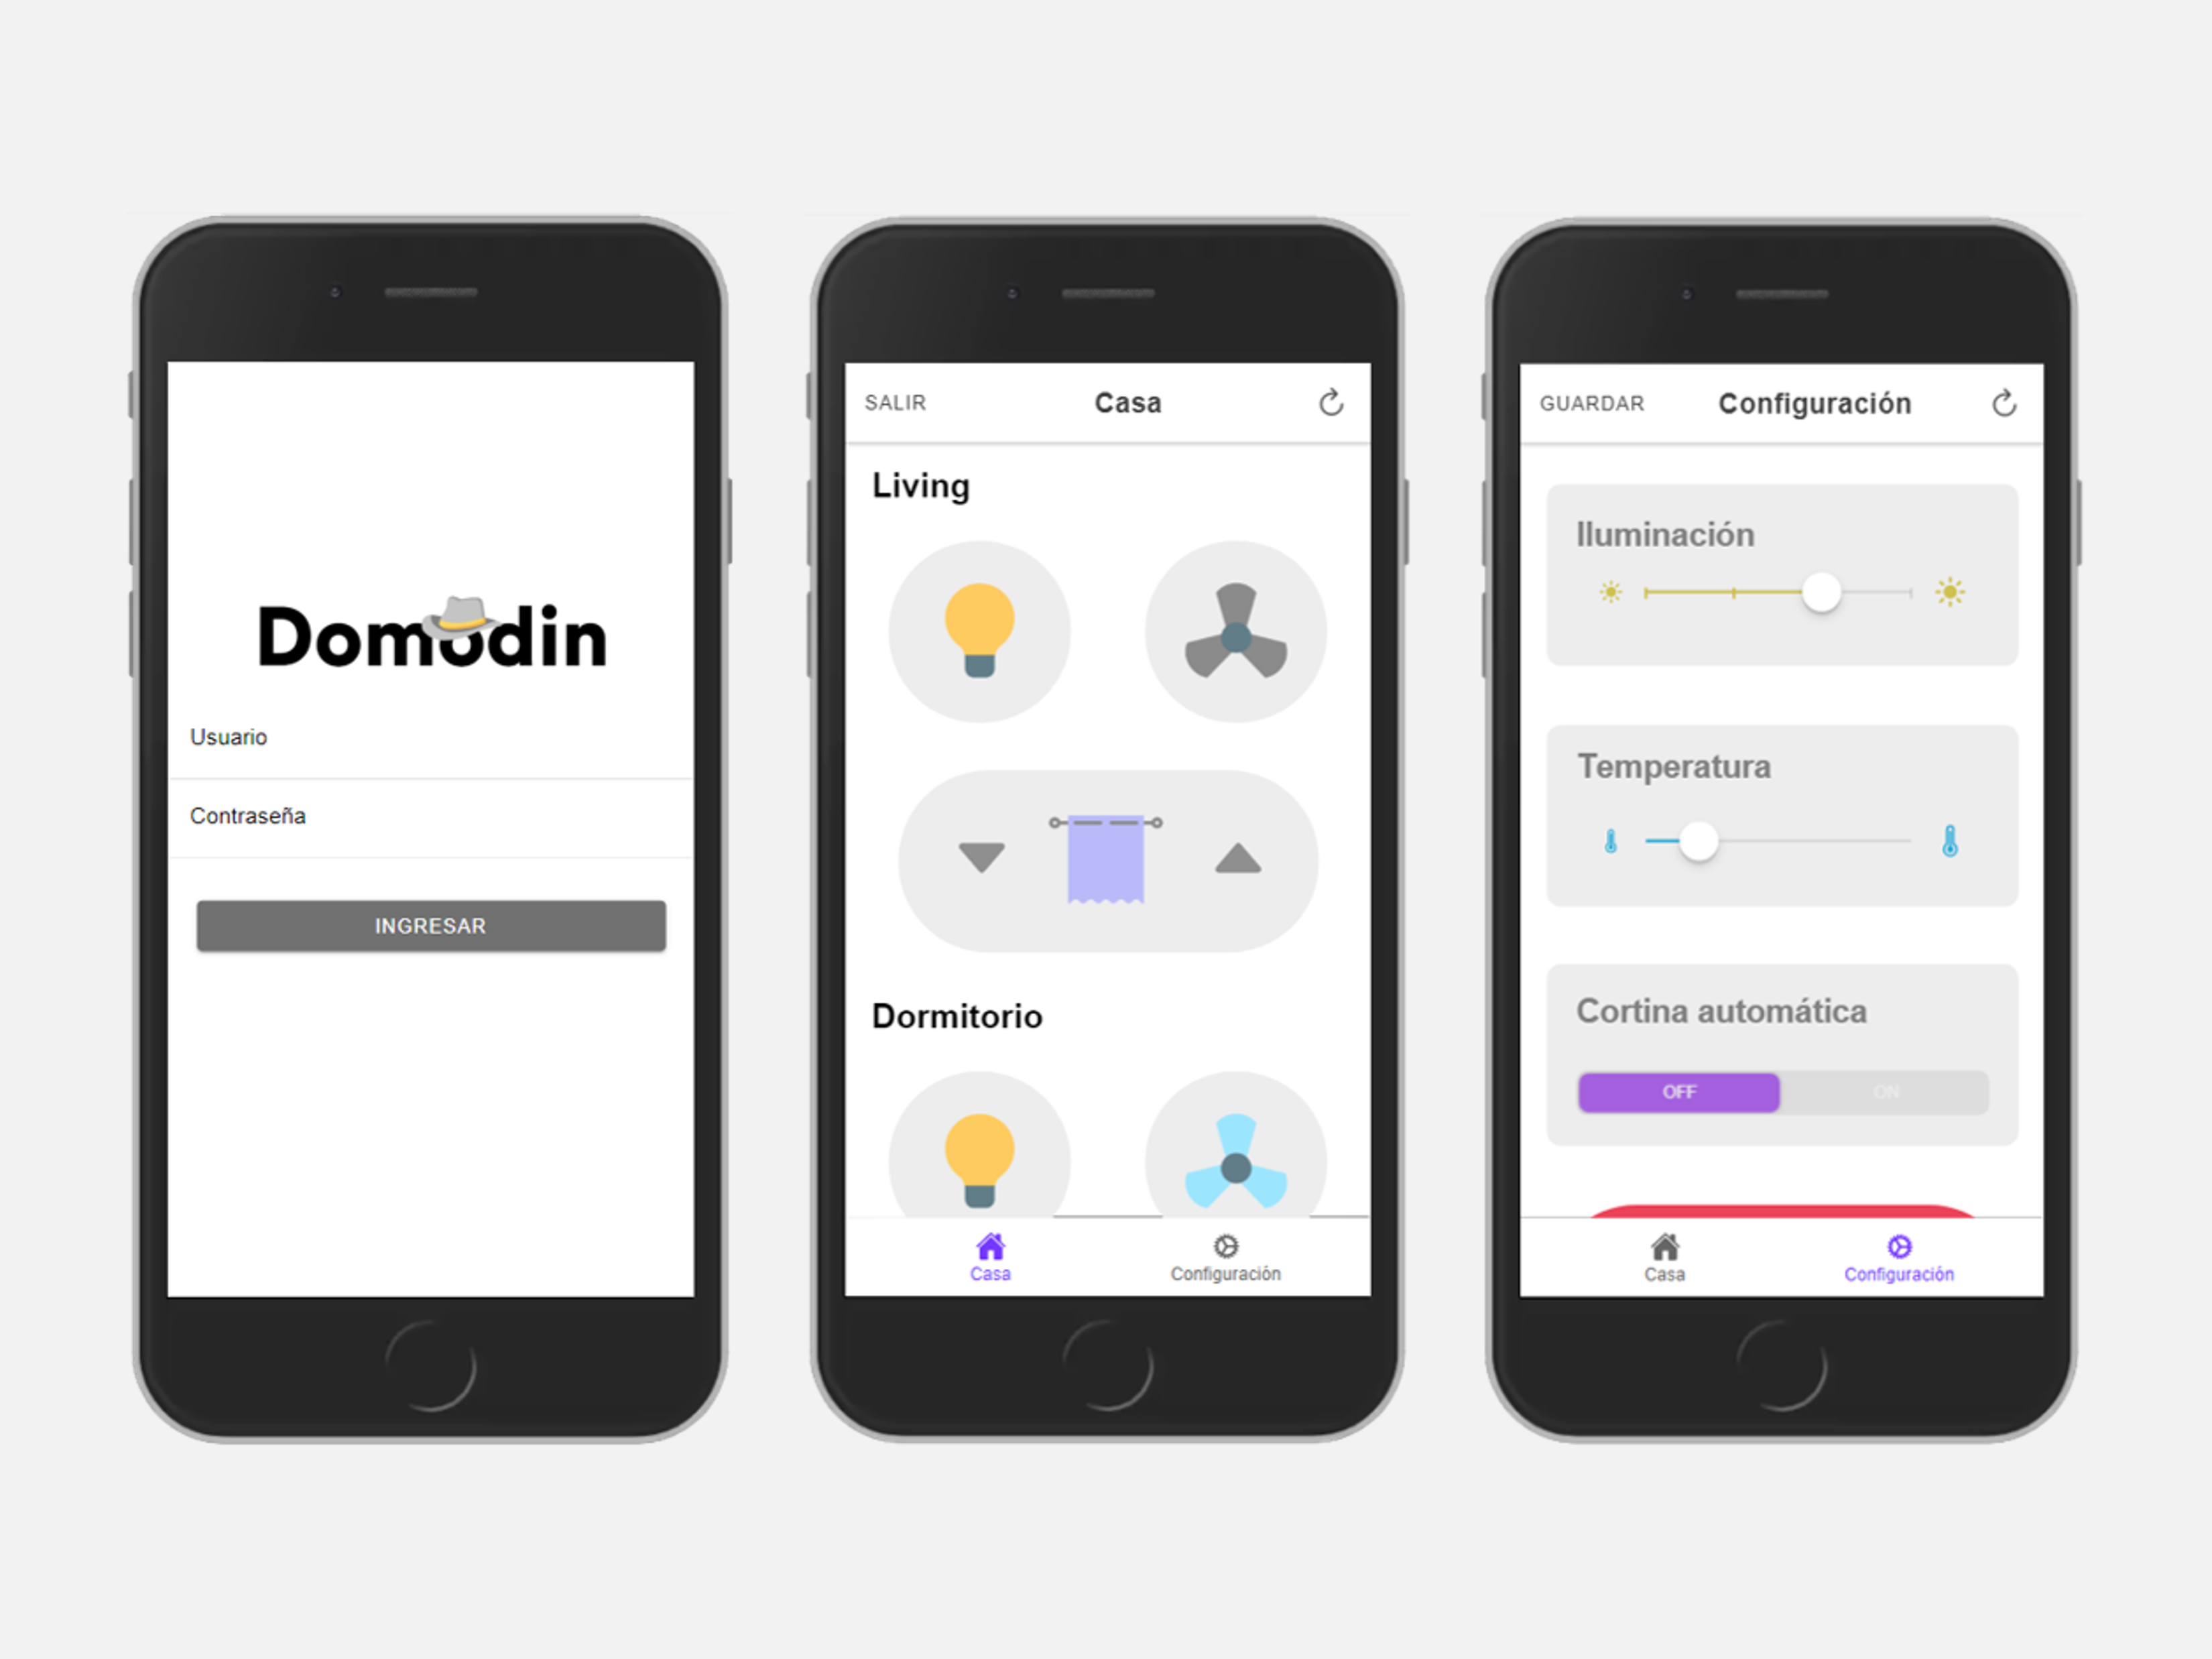 Domodin
Usuario
Contraseña
INGRESAR
SALIR
Casa
Living
Dormitorio
Casa
Configuración
GUARDAR
Configuración
Iluminación
Temperatura
Cortina automática
OFF
ON
Casa
Configuración